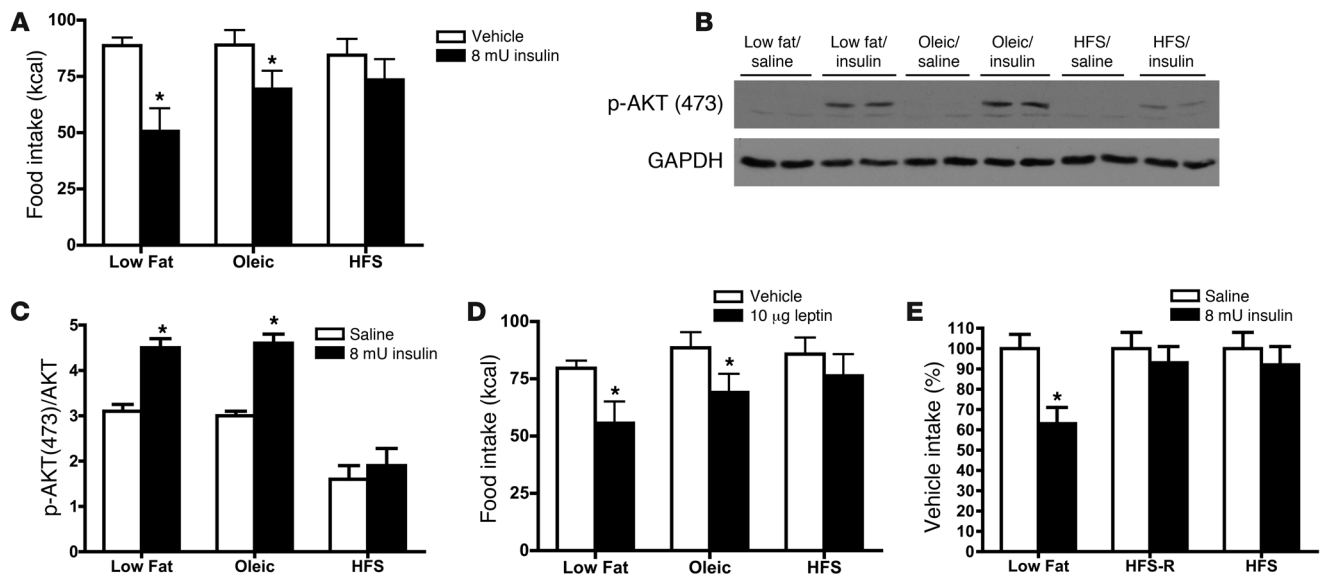 A
Food intake (kcal)
100
75
50
25
0
*
*
Low Fat Oleic HFS
Vehicle
8 mU insulin
B
Low fat/
saline
Low fat/
insulin
Oleic/
saline
Oleic/
insulin
HFS/
saline
HFS/
insulin
p-AKT (473)
GAPDH
C
p-AKT(473)/AKT
5
4
3
2
1
0
*
*
Low Fat Oleic HFS
Saline
8 mU insulin
D
Vehicle
10 μg leptin
Food intake (kcal)
100
75
50
25
0
*
*
Low Fat Oleic HFS
E
Saline
8 mU insulin
Vehicle intake (%)
110
100
90
80
70
60
50
40
30
20
10
0
*
Low Fat HFS-R HFS